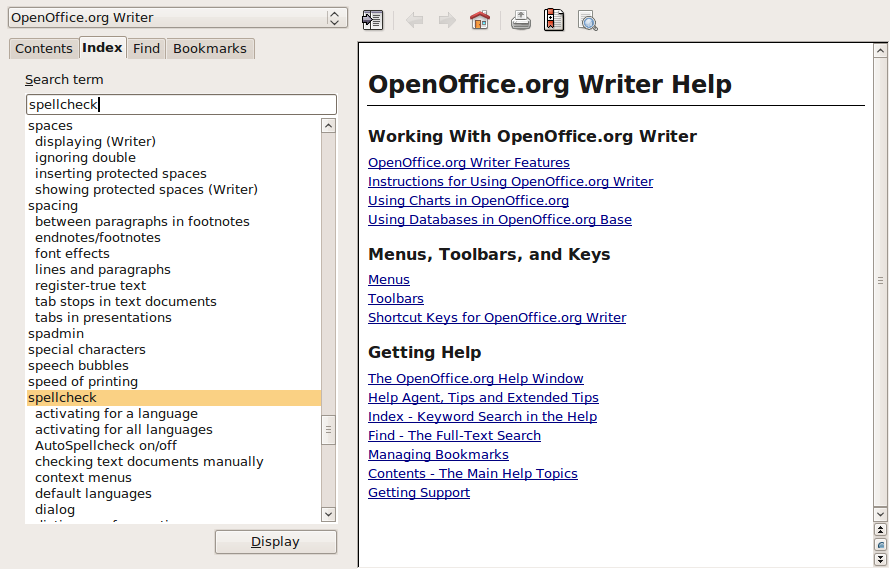 OpenOffice.org Writer
Contents Index Find Bookmarks
Search term
spellcheck
spaces
displaying (Writer)
ignoring double
inserting protected spaces
showing protected spaces (Writer)
spacing
between paragraphs in footnotes
endnotes/footnotes
font effects
lines and paragraphs
register-true text
tab stops in text documents
tabs in presentations
spadmin
special characters
speech bubbles
speed of printing
spellcheck
activating for a language
activating for all languages
AutoSpellcheck on/off
checking text documents manually
context menus
default languages
dialog
Display
OpenOffice.org Writer Help
Working With OpenOffice.org Writer
OpenOffice.org Writer Features
Instructions for Using OpenOffice.org Writer
Using Charts in OpenOffice.org
Using Databases in OpenOffice.org Base
Menus, Toolbars, and Keys
Menus
Toolbars
Shortcut Keys for OpenOffice.org Writer
Getting Help
The OpenOffice.org Help Window
Help Agent, Tips and Extended Tips
Index - Keyword Search in the Help
Find - The Full-Text Search
Managing Bookmarks
Contents - The Main Help Topics
Getting Support